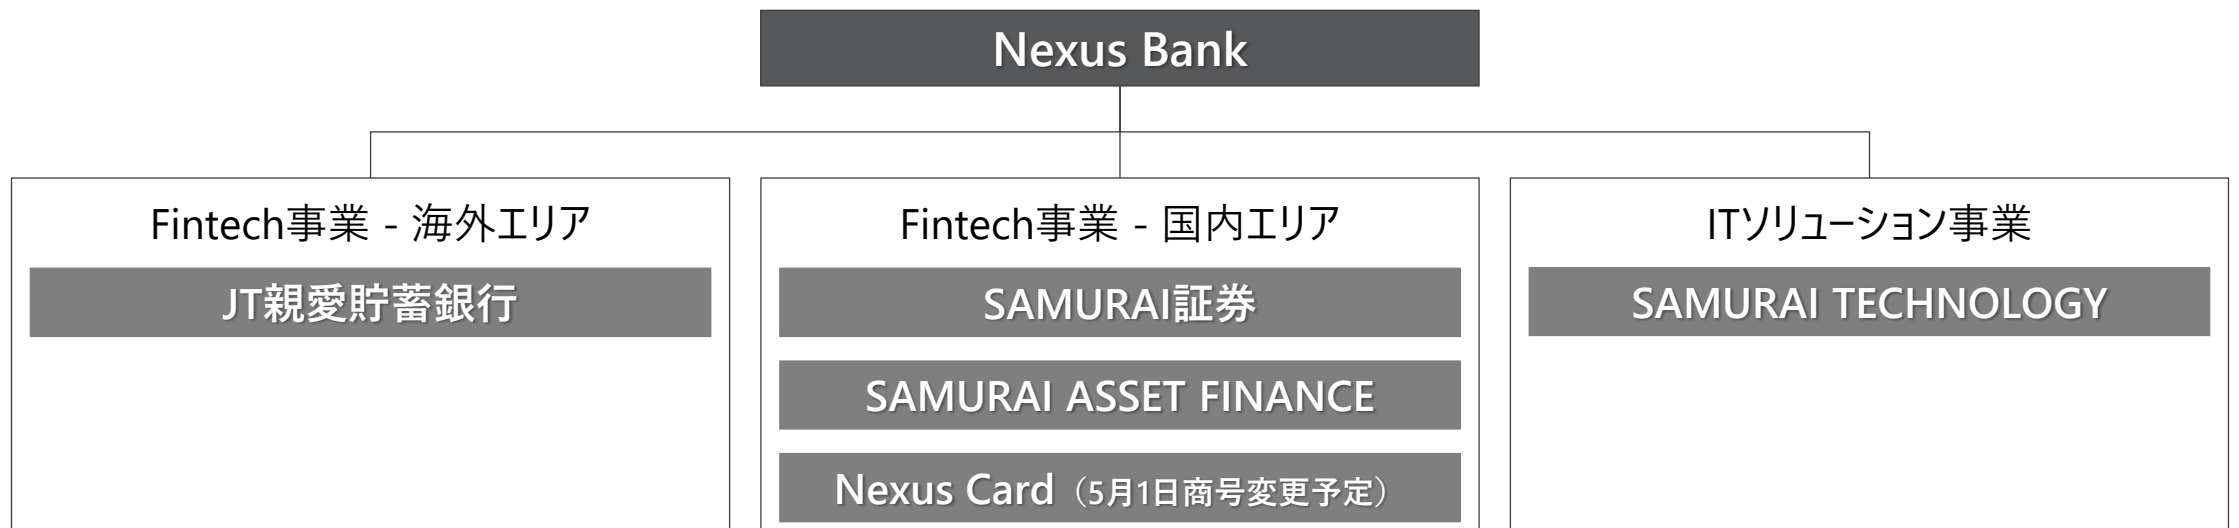 Nexus Bank
Fintech事業 - 海外エリア
JT親愛貯蓄銀行
Fintech事業 - 国内エリア
SAMURAI証券
SAMURAI ASSET FINANCE
Nexus Card（5月1日商号変更予定）
ITソリューション事業
SAMURAI TECHNOLOGY